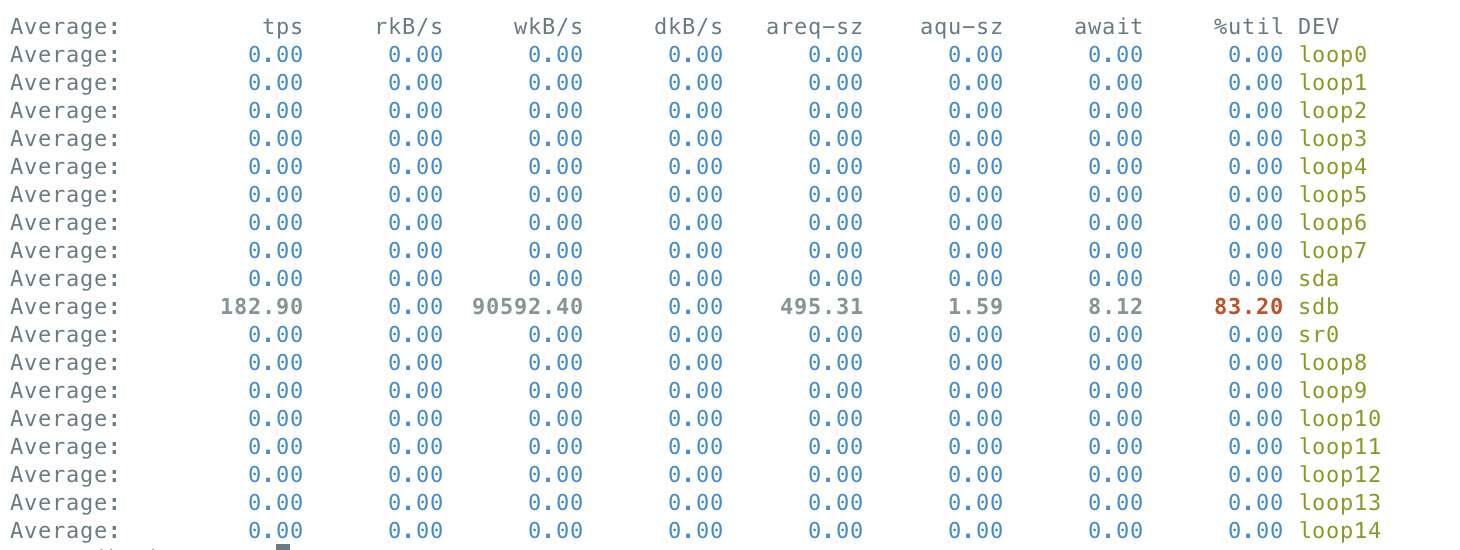 Average: tps rkB/s wkB/s dkB/s areq-sz aqu-sz await %util DEV
Average: 0.00 0.00 0.00 0.00 0.00 0.00 0.00 0.00 loop0
Average: 0.00 0.00 0.00 0.00 0.00 0.00 0.00 0.00 loop1
Average: 0.00 0.00 0.00 0.00 0.00 0.00 0.00 0.00 loop2
Average: 0.00 0.00 0.00 0.00 0.00 0.00 0.00 0.00 loop3
Average: 0.00 0.00 0.00 0.00 0.00 0.00 0.00 0.00 loop4
Average: 0.00 0.00 0.00 0.00 0.00 0.00 0.00 0.00 loop5
Average: 0.00 0.00 0.00 0.00 0.00 0.00 0.00 0.00 loop6
Average: 0.00 0.00 0.00 0.00 0.00 0.00 0.00 0.00 loop7
Average: 0.00 0.00 0.00 0.00 0.00 0.00 0.00 0.00 sda
Average: 182.90 0.00 90592.40 0.00 495.31 1.59 8.12 83.20 sdb
Average: 0.00 0.00 0.00 0.00 0.00 0.00 0.00 0.00 sr0
Average: 0.00 0.00 0.00 0.00 0.00 0.00 0.00 0.00 loop8
Average: 0.00 0.00 0.00 0.00 0.00 0.00 0.00 0.00 loop9
Average: 0.00 0.00 0.00 0.00 0.00 0.00 0.00 0.00 loop10
Average: 0.00 0.00 0.00 0.00 0.00 0.00 0.00 0.00 loop11
Average: 0.00 0.00 0.00 0.00 0.00 0.00 0.00 0.00 loop12
Average: 0.00 0.00 0.00 0.00 0.00 0.00 0.00 0.00 loop13
Average: 0.00 0.00 0.00 0.00 0.00 0.00 0.00 0.00 loop14